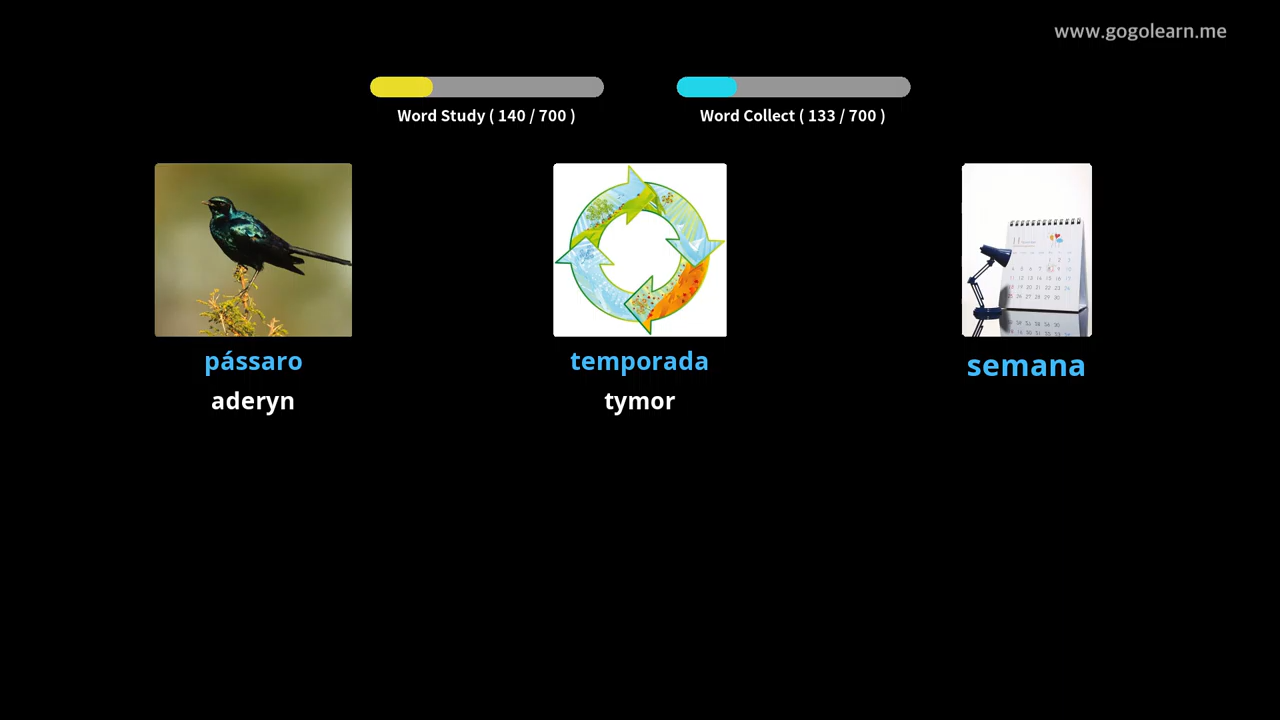 www.gogolearn.me
Word Study ( 140 / 700 )
Word Collect ( 133 / 700 )
pássaro
aderyn
temporada
tymor
semana